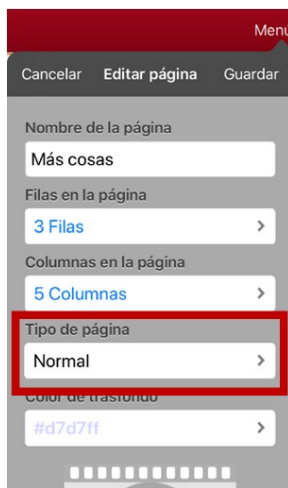 Menú
Cancelar Editar página Guardar
Nombre de la página
Más cosas
Filas en la página
3 Filas
Columnas en la página
5 Columnas
Tipo de página
Normal
Color de trasfondo
#d7d7ff